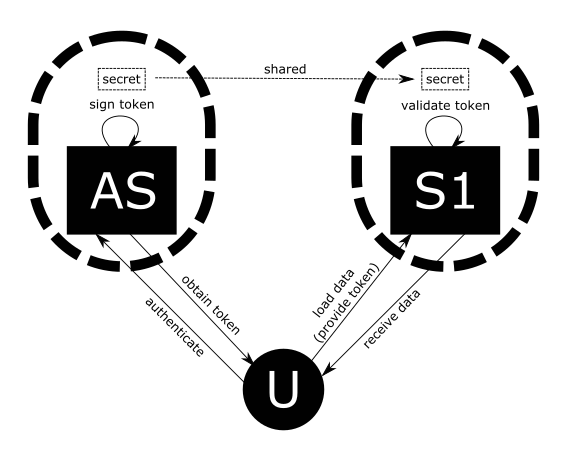 secret
shared
secret
sign token
validate token
AS
S1
obtain token
authenticate
load data
(provide token)
receive data
U